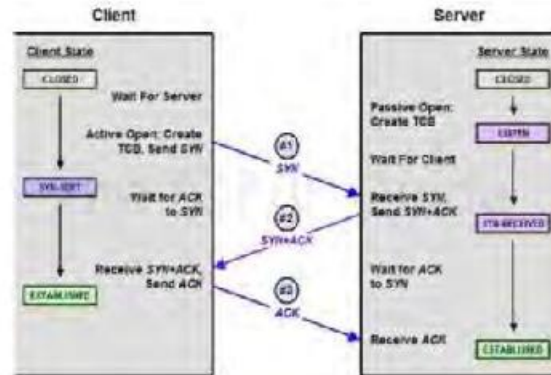 Client
Server
Client State
Server State
CLOSED
CLOSED
Wait For Server
Passive Open:
Create TCB
Active Open: Create
TCB, Send SYN
#1
SYN
LISTEN
Wait For Client
SYN-SENT
Wait for ACK
to SYN
Receive SYN,
Send SYN+ACK
#2
SYN+ACK
SYN-RECEIVED
Receive SYN+ACK,
Send ACK
Wait for ACK
to SYN
ESTABLISHED
#3
ACK
Receive ACK
ESTABLISHED